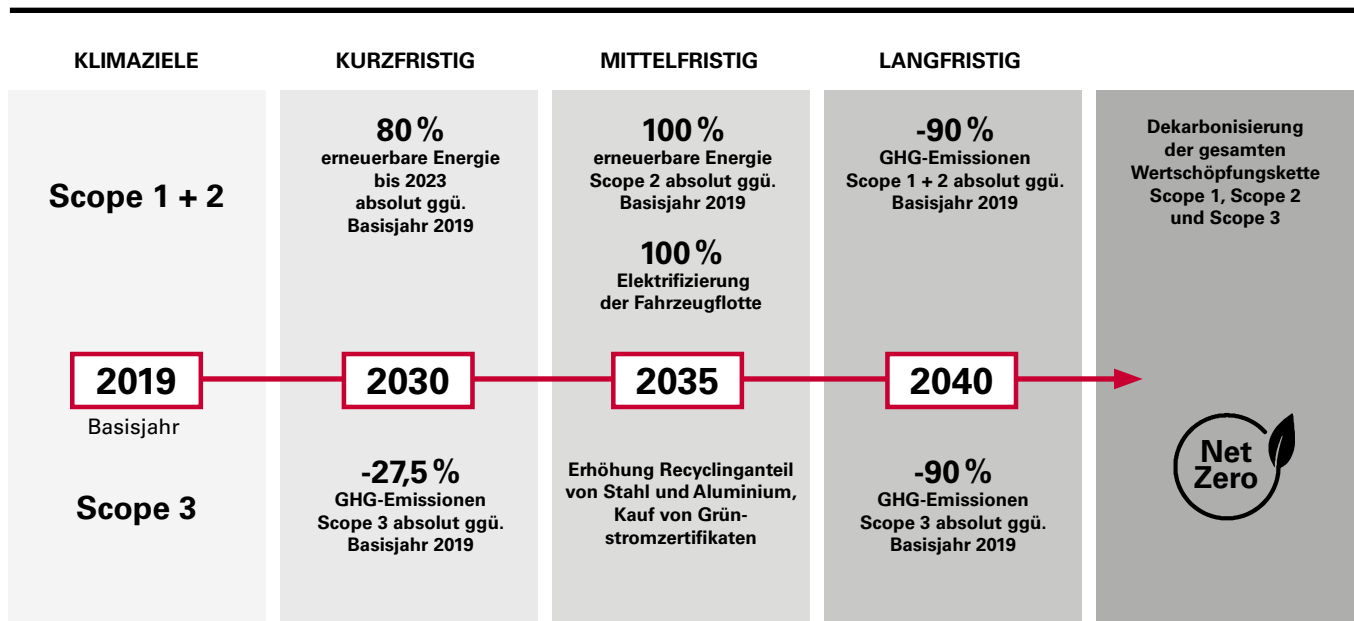 KLIMAZIELE
KURZFRISTIG
MITTELFRISTIG
LANGFRISTIG
Scope 1 + 2
80 %
erneuerbare Energie
bis 2023
absolut ggü.
Basisjahr 2019
100 %
erneuerbare Energie
Scope 2 absolut ggü.
Basisjahr 2019
100 %
Elektrifizierung
der Fahrzeugflotte
-90 %
GHG-Emissionen
Scope 1 + 2 absolut ggü.
Basisjahr 2019
Dekarbonisierung
der gesamten
Wertschöpfungskette
Scope 1, Scope 2
und Scope 3
2019
2030
2035
2040
Basisjahr
Scope 3
-27,5 %
GHG-Emissionen
Scope 3 absolut ggü.
Basisjahr 2019
Erhöhung Recyclinganteil
von Stahl und Aluminium,
Kauf von Grün-
stromzertifikaten
-90 %
GHG-Emissionen
Scope 3 absolut ggü.
Basisjahr 2019
Net
Zero